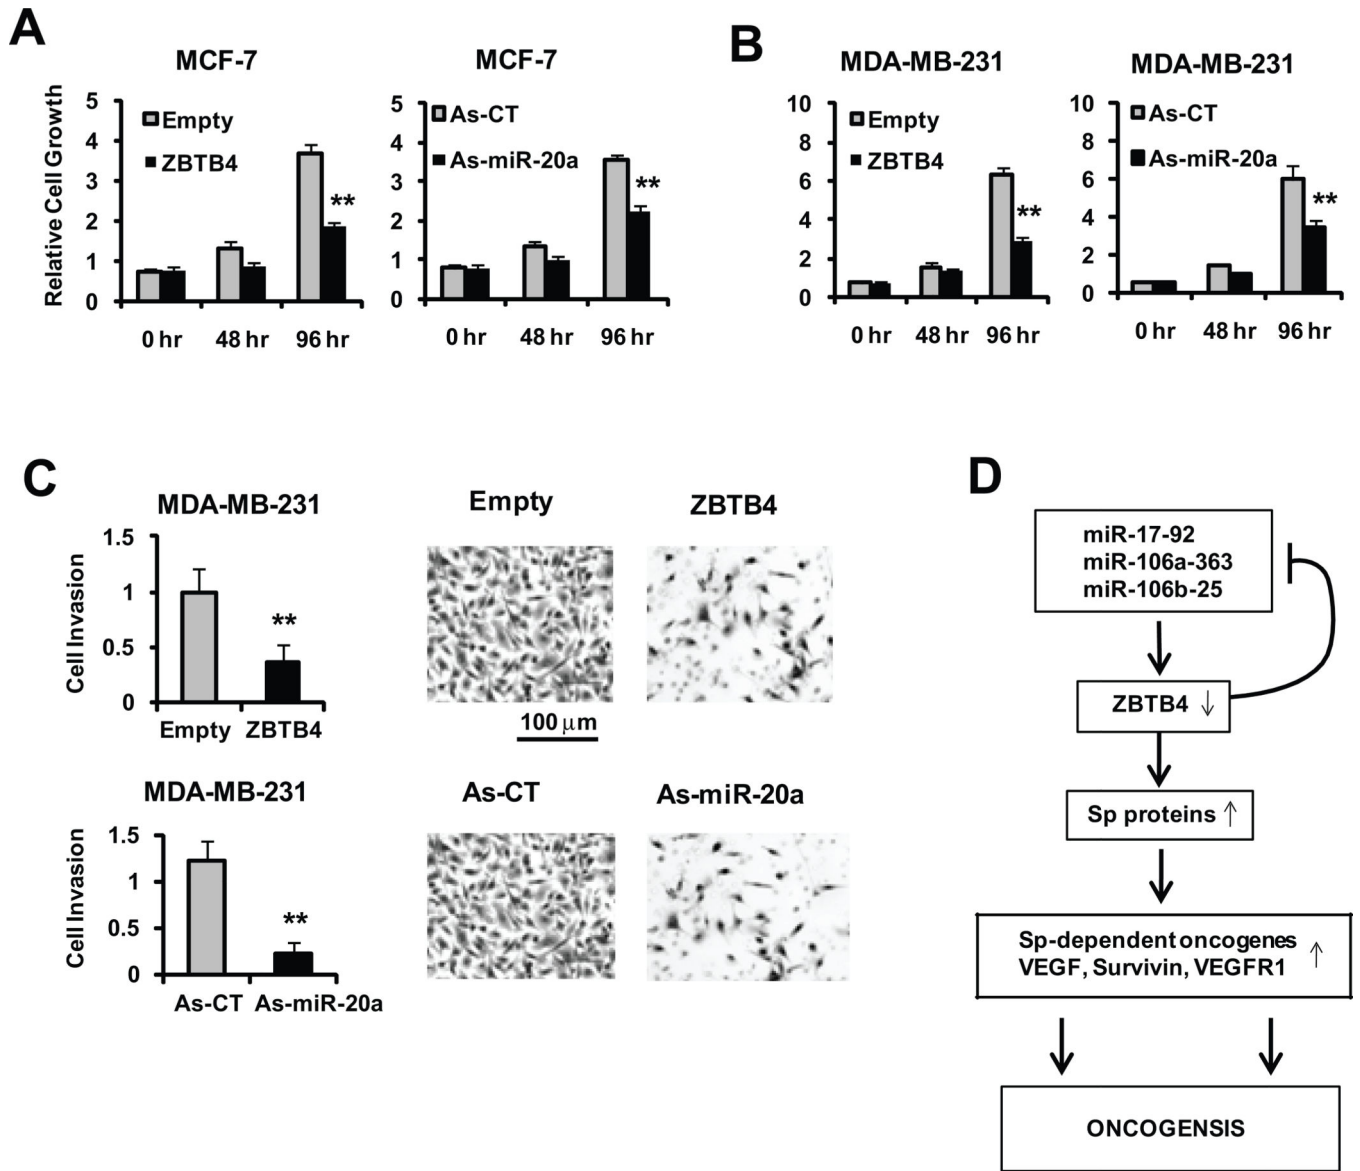 A
MCF-7
Relative Cell Growth
5
4
3
2
1
0
Empty
ZBTB4
**
0 hr 48 hr 96 hr
MCF-7
5
4
3
2
1
0
As-CT
As-miR-20a
**
0 hr 48 hr 96 hr
B
MDA-MB-231
10
8
6
4
2
0
Empty
ZBTB4
**
0 hr 48 hr 96 hr
MDA-MB-231
10
8
6
4
2
0
As-CT
As-miR-20a
**
0 hr 48 hr 96 hr
C
MDA-MB-231
Cell Invasion
1.5
1
0.5
0
**
Empty ZBTB4
Empty
ZBTB4
100 μm
MDA-MB-231
Cell Invasion
1.5
1
0.5
0
**
As-CT As-miR-20a
As-CT
As-miR-20a
D
miR-17-92
miR-106a-363
miR-106b-25
ZBTB4 ↓
Sp proteins ↑
Sp-dependent oncogenes ↑
VEGF, Survivin, VEGFR1
ONCOGENSIS